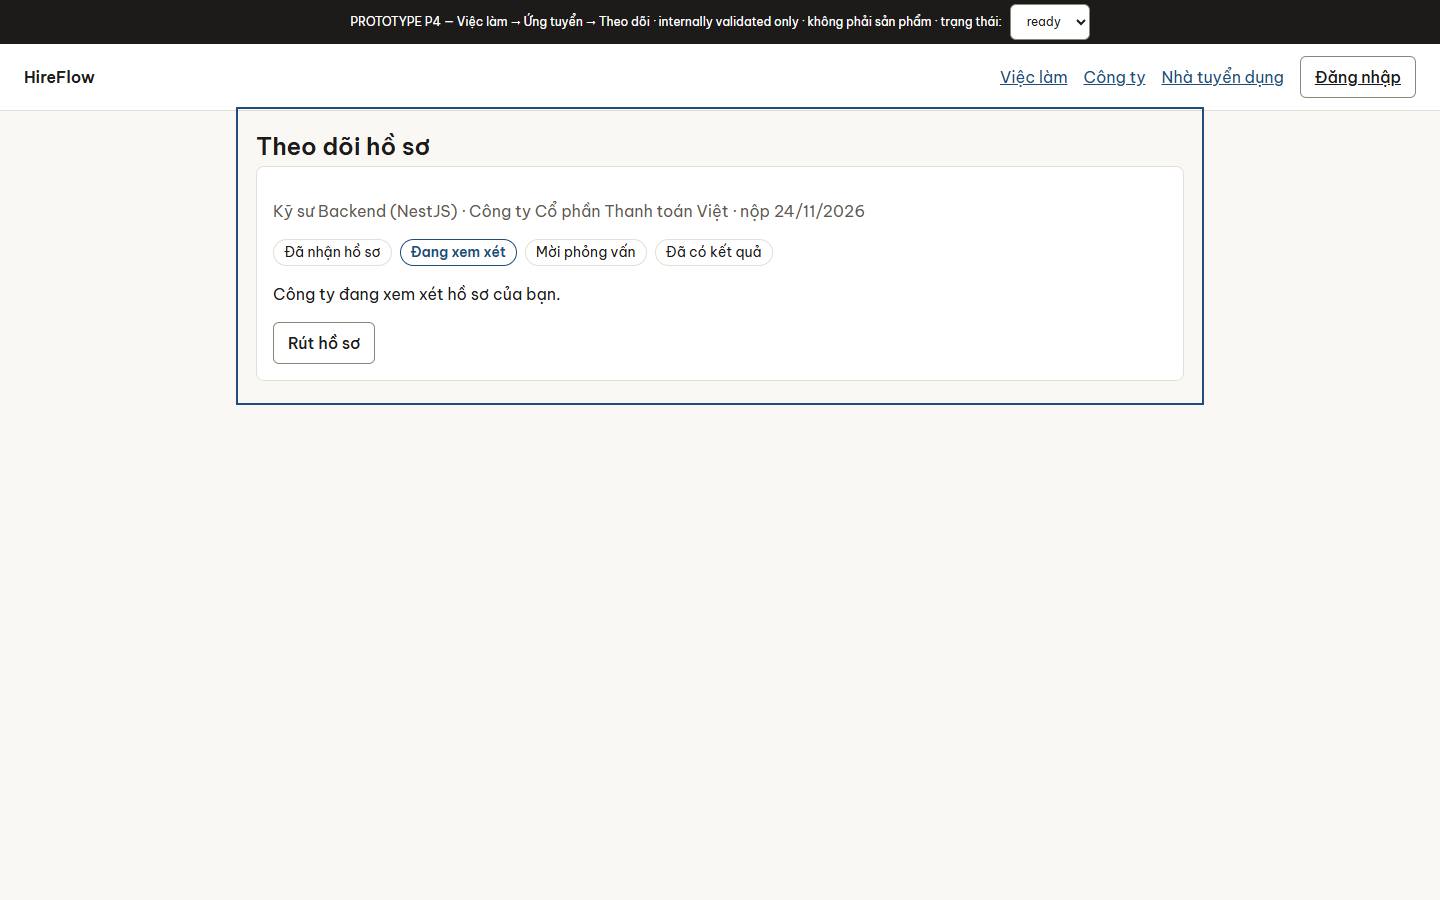 PROTOTYPE P4 — Việc làm → Ứng tuyển → Theo dõi · internally validated only · không phải sản phẩm · trạng thái: ready
HireFlow
Việc làm
Công ty
Nhà tuyển dụng
Đăng nhập
Theo dõi hồ sơ
Kỹ sư Backend (NestJS) · Công ty Cổ phần Thanh toán Việt · nộp 24/11/2026
Đã nhận hồ sơ
Đang xem xét
Mời phỏng vấn
Đã có kết quả
Công ty đang xem xét hồ sơ của bạn.
Rút hồ sơ